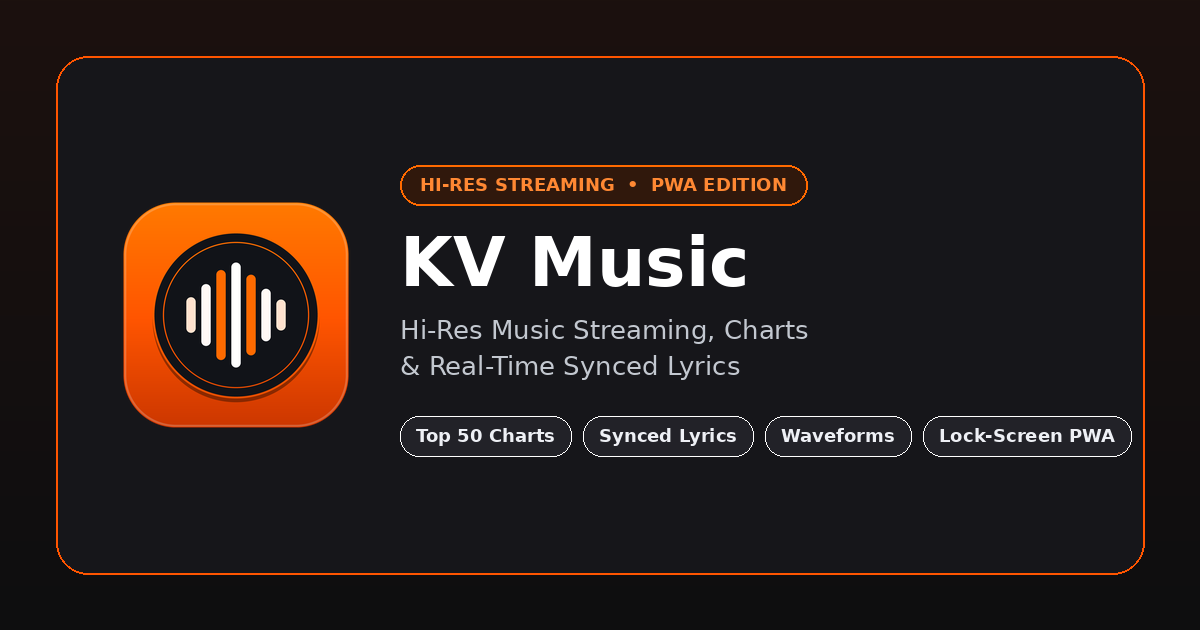 HI-RES STREAMING • PWA EDITION
KV Music
Hi-Res Music Streaming, Charts
& Real-Time Synced Lyrics
Top 50 Charts Synced Lyrics Waveforms Lock-Screen PWA